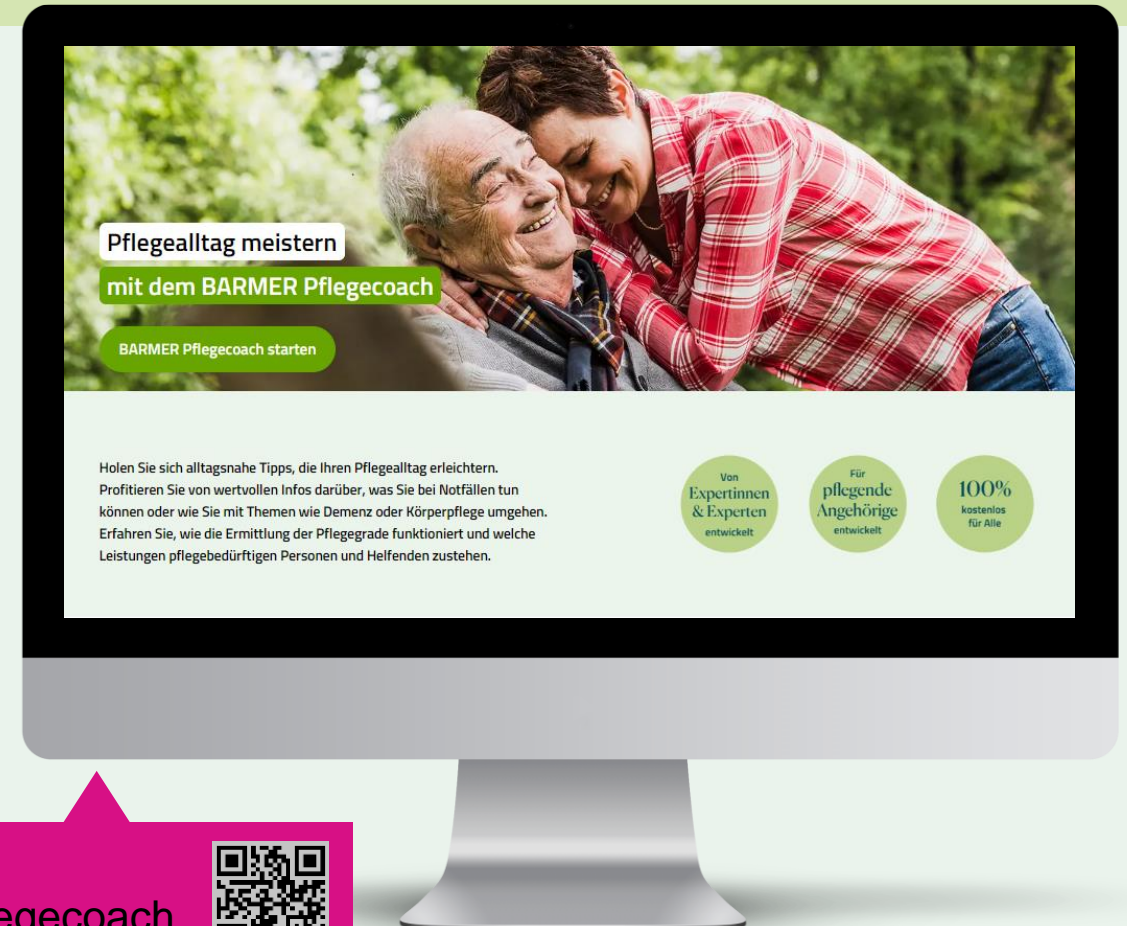 Pflegealltag meistern
mit dem BARMER Pflegecoach
BARMER Pflegecoach starten
Holen Sie sich alltagsnahe Tipps, die Ihren Pflegealltag erleichtern.
Profitieren Sie von wertvollen Infos darüber, was Sie bei Notfällen tun
können oder wie Sie mit Themen wie Demenz oder Körperpflege umgehen.
Erfahren Sie, wie die Ermittlung der Pflegegrade funktioniert und welche
Leistungen pflegebedürftigen Personen und Helfenden zustehen.
Von
Expertinnen
& Experten
entwickelt
Für
pflegende
Angehörige
entwickelt
100%
kostenlos
für Alle